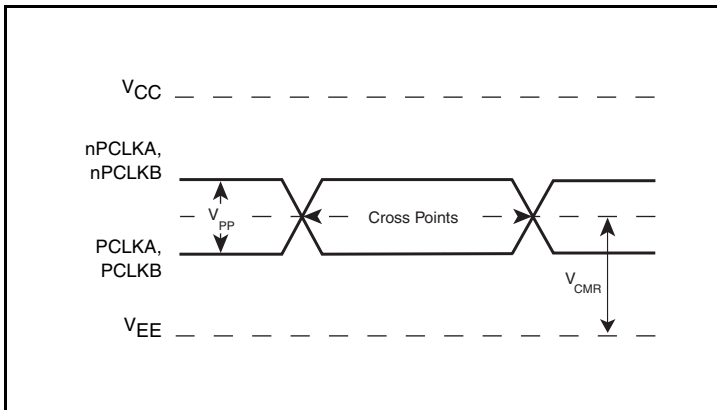 VCC
nPCLKA,
nPCLKB
VPP
Cross Points
PCLKA,
PCLKB
VCMR
VEE